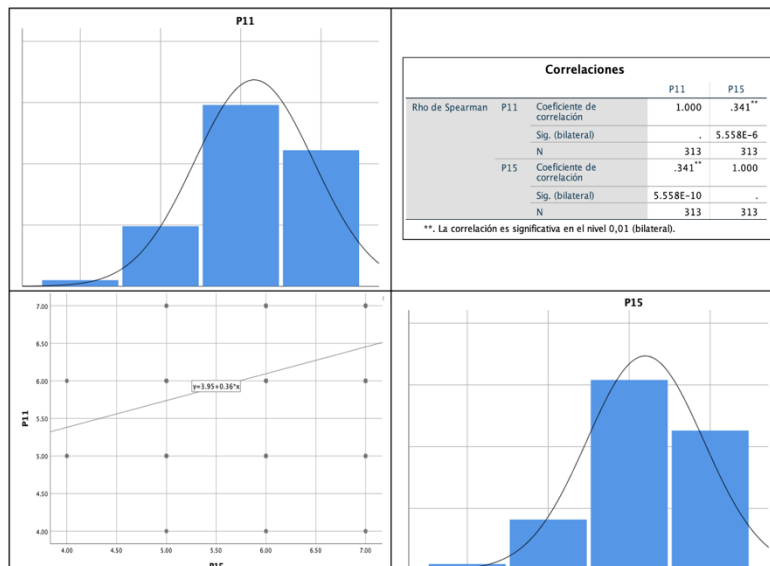 P11
Correlaciones
P11 P15
Rho de Spearman P11 Coeficiente de correlación 1.000 .341**
Sig. (bilateral) . 5.558E-6
N 313 313
P15 Coeficiente de correlación .341** 1.000
Sig. (bilateral) 5.558E-10 .
N 313 313
**. La correlación es significativa en el nivel 0,01 (bilateral).
7.00
6.50
6.00
5.50
5.00
4.50
4.00
P11
y=3.95+0.36*x
4.00 4.50 5.00 5.50 6.00 6.50 7.00
P15
P15